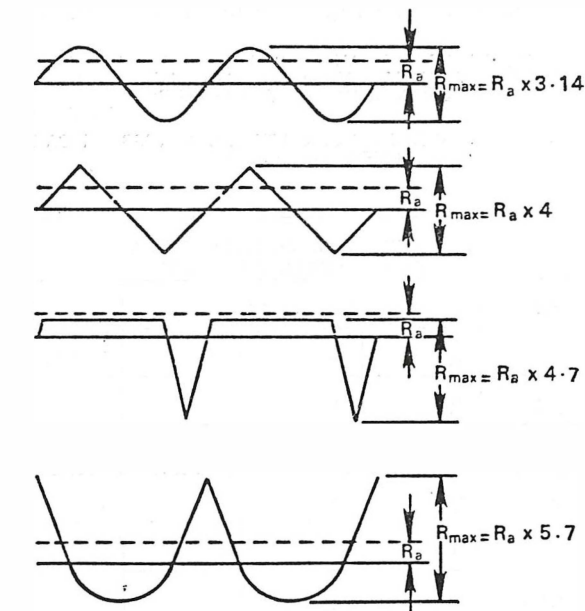 Ra
Rmax= Ra x 3·14
Ra
Rmax= Ra x 4
Ra
Rmax= Ra x 4·7
Ra
Rmax= Ra x 5.7